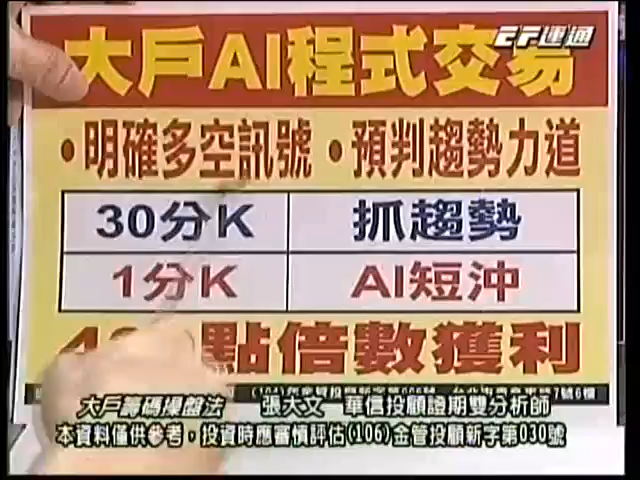 EF運通
大戶AI程式交易
•明確多空訊號 •預判趨勢力道
30分K 抓趨勢
1分K AI短沖
點倍數獲利
大戶籌碼操盤法 張大文 華信投顧證期雙分析師
本資料僅供參考,投資時應審慎評估(106)金管投顧新字第030號